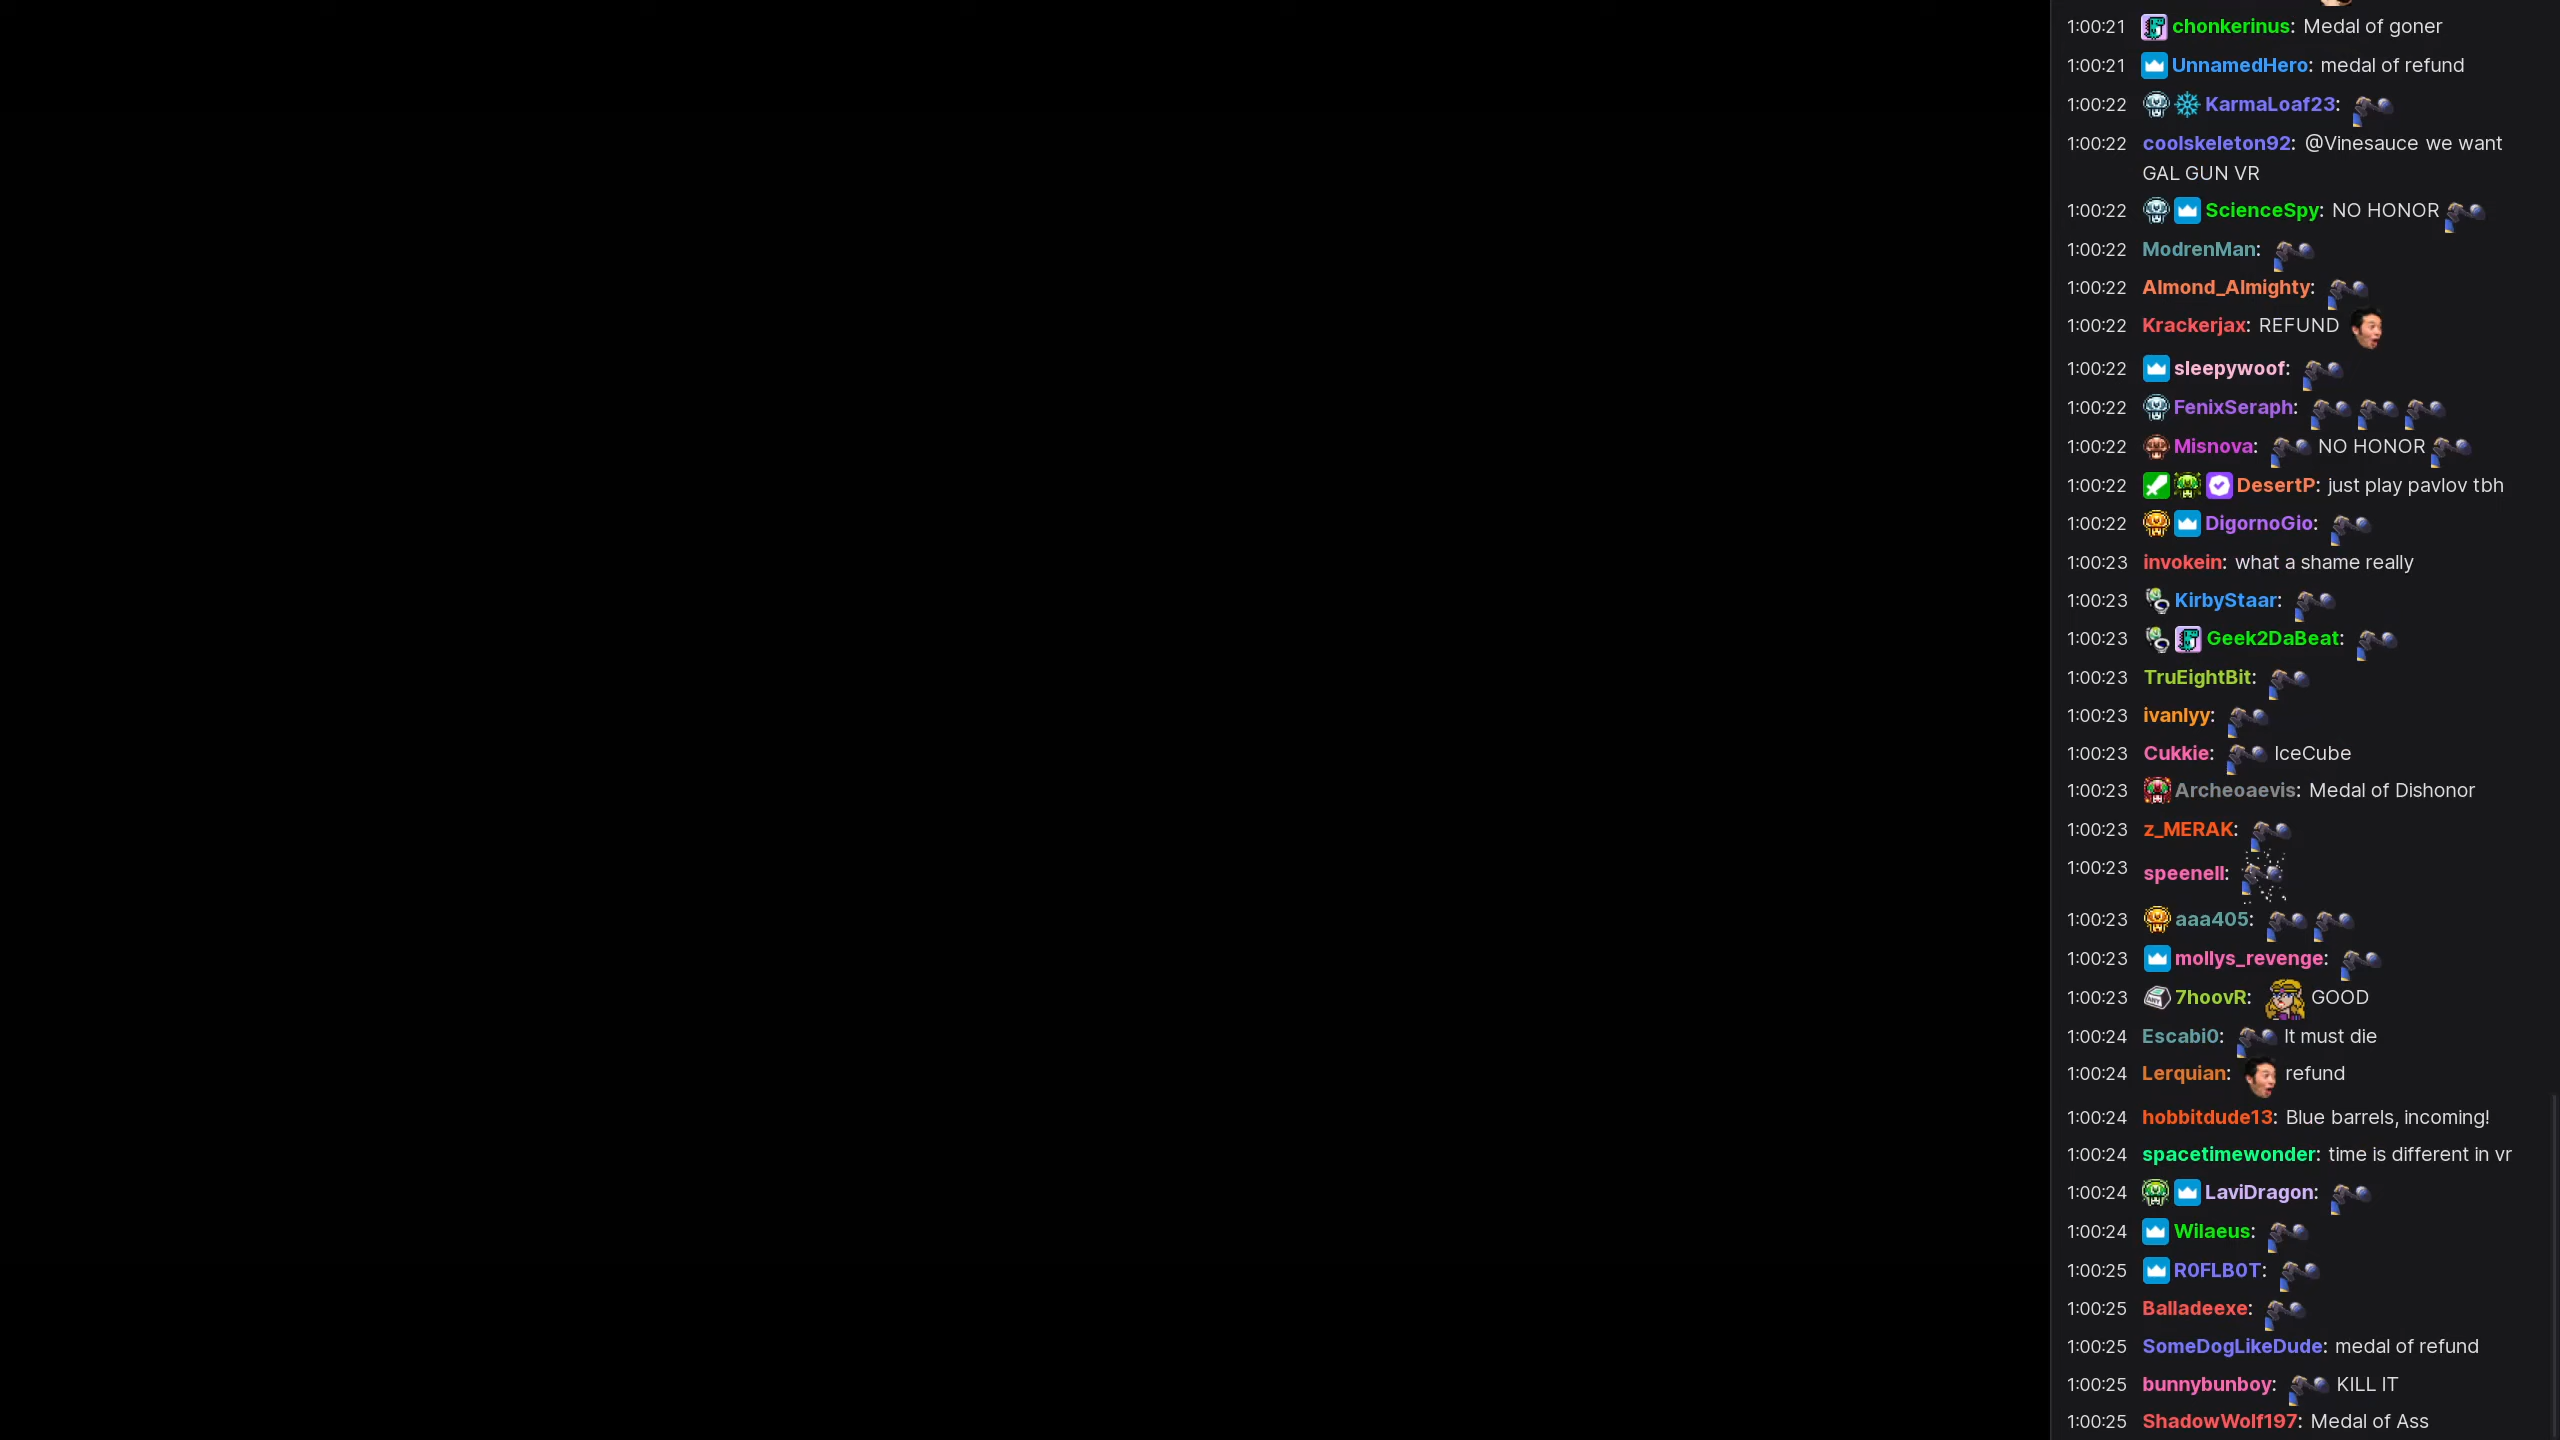 1:00:21 chonkerinus: Medal of goner
1:00:21 UnnamedHero: medal of refund
1:00:22 KarmaLoaf23:
1:00:22 coolskeleton92: @Vinesauce we want
GAL GUN VR
1:00:22 ScienceSpy: NO HONOR
1:00:22 ModrenMan:
1:00:22 Almond_Almighty:
1:00:22 Krackerjax: REFUND
1:00:22 sleepywoof:
1:00:22 FenixSeraph:
1:00:22 Misnova: NO HONOR
1:00:22 DesertP: just play pavlov tbh
1:00:22 DigornoGio:
1:00:23 invokein: what a shame really
1:00:23 KirbyStaar:
1:00:23 Geek2DaBeat:
1:00:23 TruEightBit:
1:00:23 ivanlyy:
1:00:23 Cukkie: IceCube
1:00:23 Archeoaevis: Medal of Dishonor
1:00:23 z_MERAK:
1:00:23 speenell:
1:00:23 aaa405:
1:00:23 mollys_revenge:
1:00:23 7hoovR: GOOD
1:00:24 Escabi0: It must die
1:00:24 Lerquian: refund
1:00:24 hobbitdude13: Blue barrels, incoming!
1:00:24 spacetimewonder: time is different in vr
1:00:24 LaviDragon:
1:00:24 Wilaeus:
1:00:25 R0FLB0T:
1:00:25 Balladeexe:
1:00:25 SomeDogLikeDude: medal of refund
1:00:25 bunnybunboy: KILL IT
1:00:25 ShadowWolf197: Medal of Ass